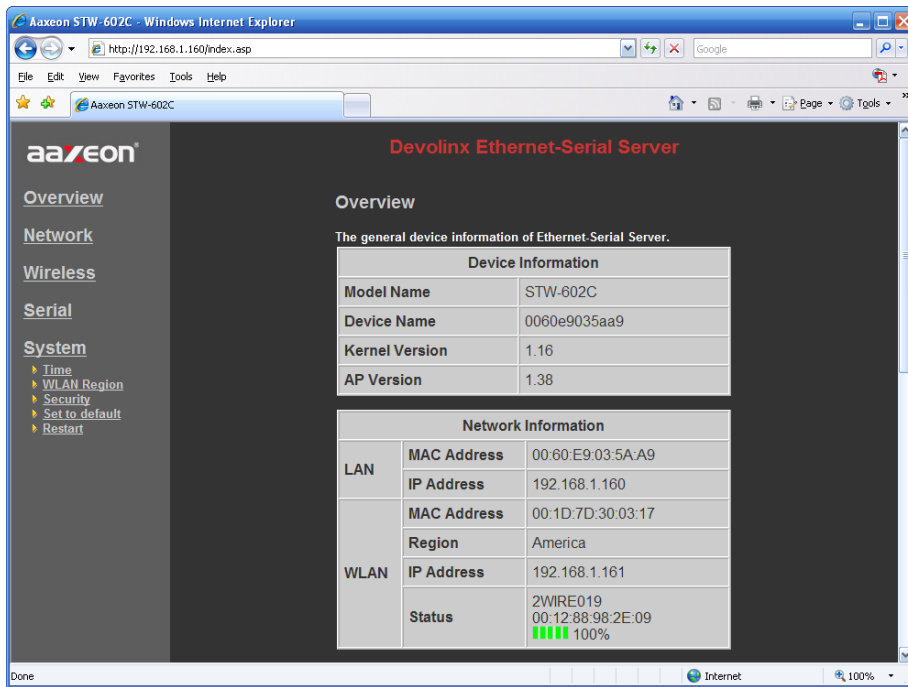 Aaxeon STW-602C - Windows Internet Explorer
http://192.168.1.160/index.asp
Google
File Edit View Favorites Tools Help
Aaxeon STW-602C
Page Tools
aaxeon
Overview
Network
Wireless
Serial
System
Time
WLAN Region
Security
Set to default
Restart
Devolinx Ethernet-Serial Server
Overview
The general device information of Ethernet-Serial Server.
Device Information
Model Name STW-602C
Device Name 0060e9035aa9
Kernel Version 1.16
AP Version 1.38
Network Information
LAN
MAC Address 00:60:E9:03:5A:A9
IP Address 192.168.1.160
WLAN
MAC Address 00:1D:7D:30:03:17
Region America
IP Address 192.168.1.161
Status
2WIRE019
00:12:88:98:2E:09
100%
Done Internet 100%